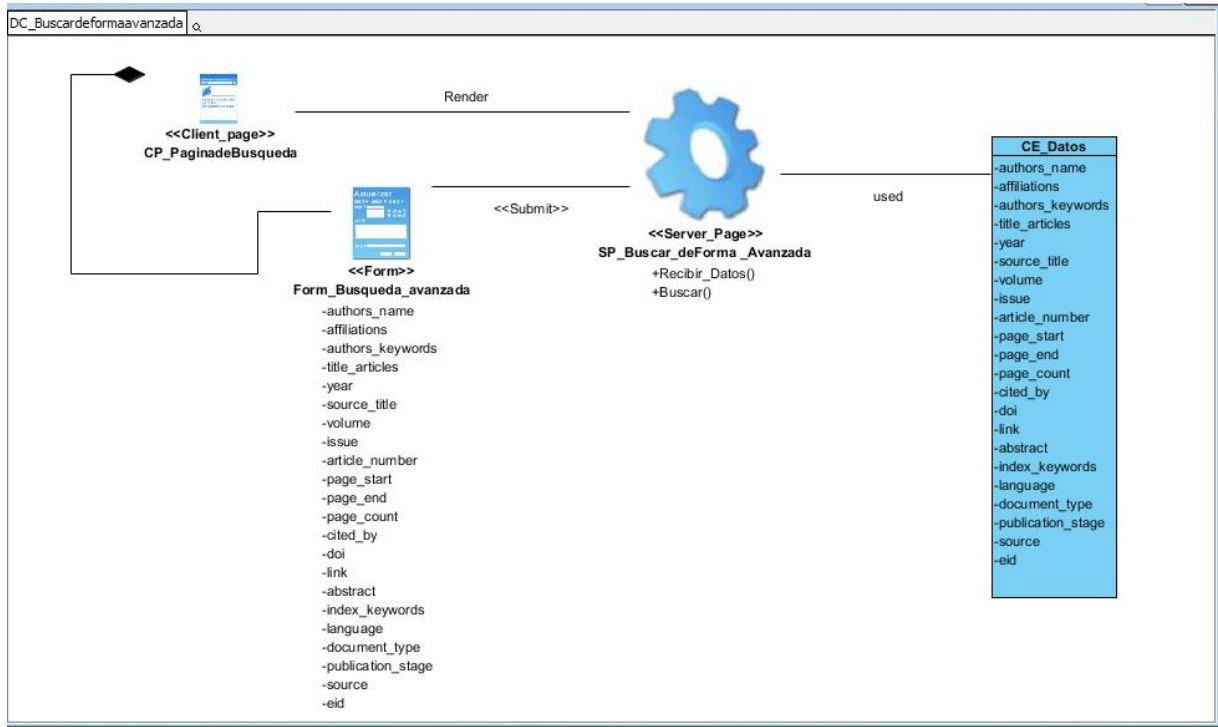 DC_Buscardeformaavanzada
Render
<<Client_page>>
CP_PaginadeBusqueda
<<Submit>>
<<Form>>
Form_Busqueda_avanzada
-authors_name
-affiliations
-authors_keywords
-title_articles
-year
-source_title
-volume
-issue
-article_number
-page_start
-page_end
-page_count
-cited_by
-doi
-link
-abstract
-index_keywords
-language
-document_type
-publication_stage
-source
-eid
<<Server_Page>>
SP_Buscar_deForma _Avanzada
+Recibir_Datos()
+Buscar()
used
CE_Datos
-authors_name
-affiliations
-authors_keywords
-title_articles
-year
-source_title
-volume
-issue
-article_number
-page_start
-page_end
-page_count
-cited_by
-doi
-link
-abstract
-index_keywords
-language
-document_type
-publication_stage
-source
-eid